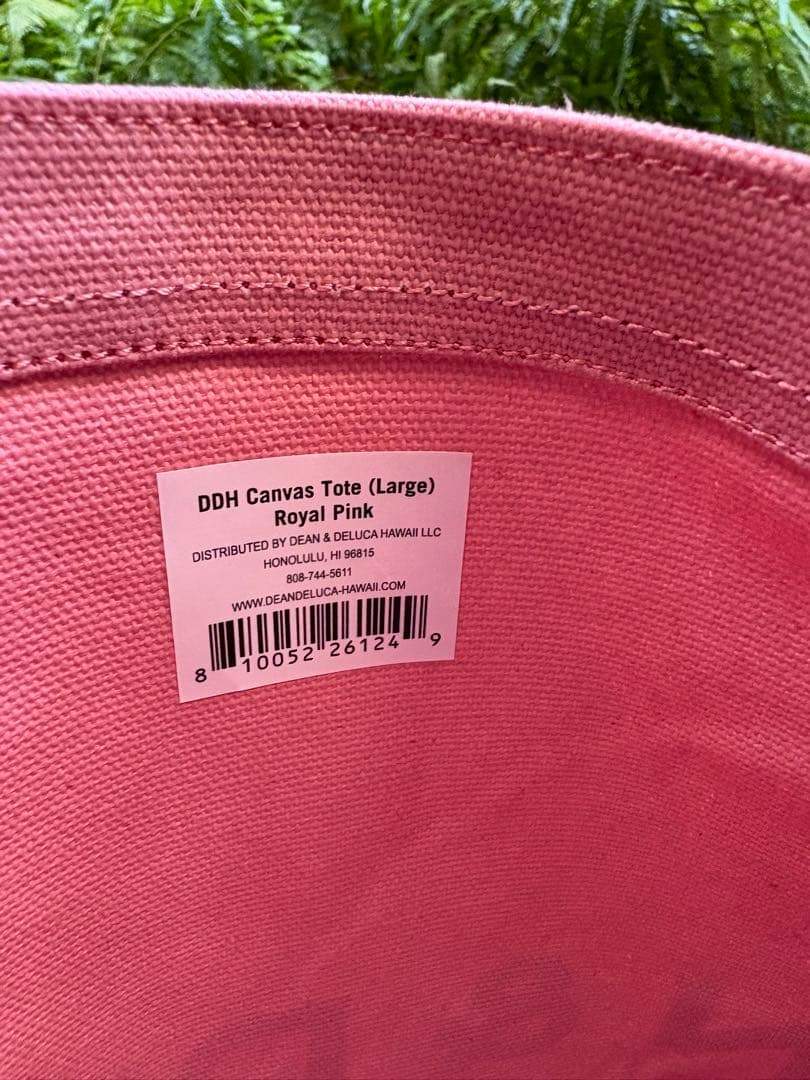 DDH Canvas Tote (Large)
Royal Pink
DISTRIBUTED BY DEAN & DELUCA HAWAII LLC
HONOLULU, HI 96815
808-744-5611
WWW.DEANDELUCA-HAWAII.COM
8 10052 26124 9